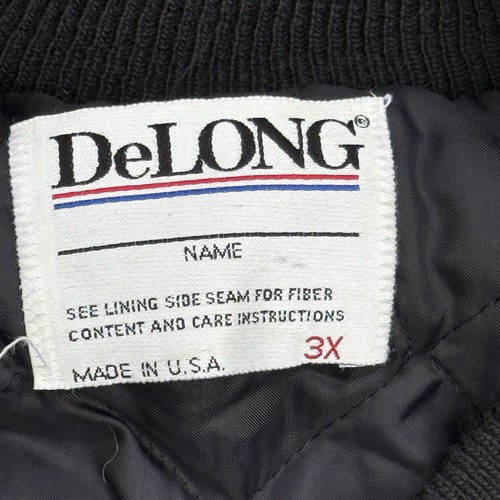 DeLONG®
NAME
SEE LINING SIDE SEAM FOR FIBER
CONTENT AND CARE INSTRUCTIONS
3X
MADE IN U.S.A.